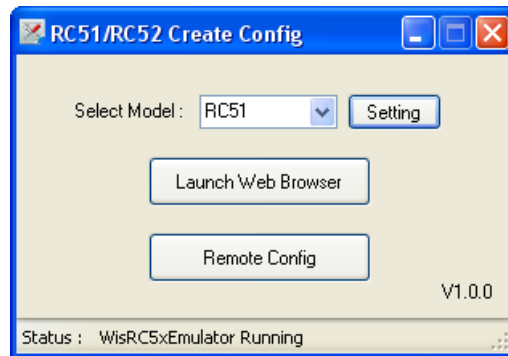 RC51/RC52 Create Config
Select Model : RC51 Setting
Launch Web Browser
Remote Config
V1.0.0
Status : WisRC5xEmulator Running